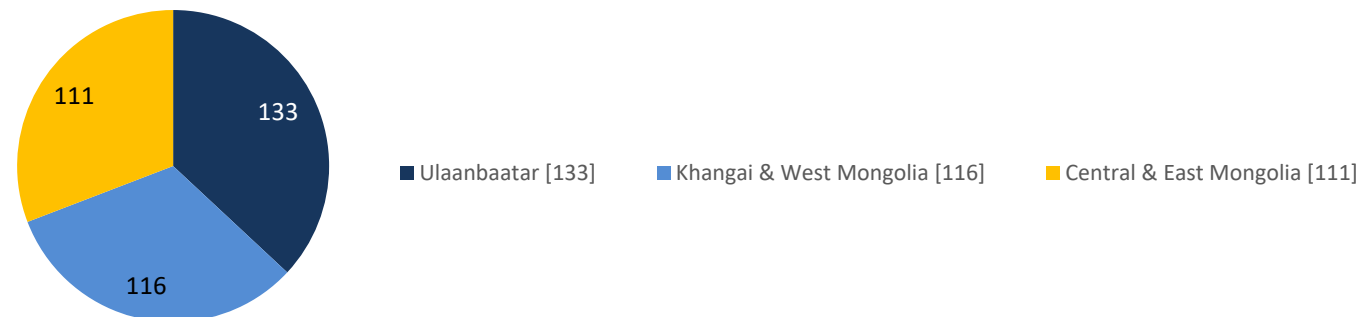 111
133
116
Ulaanbaatar [133]
Khangai & West Mongolia [116]
Central & East Mongolia [111]